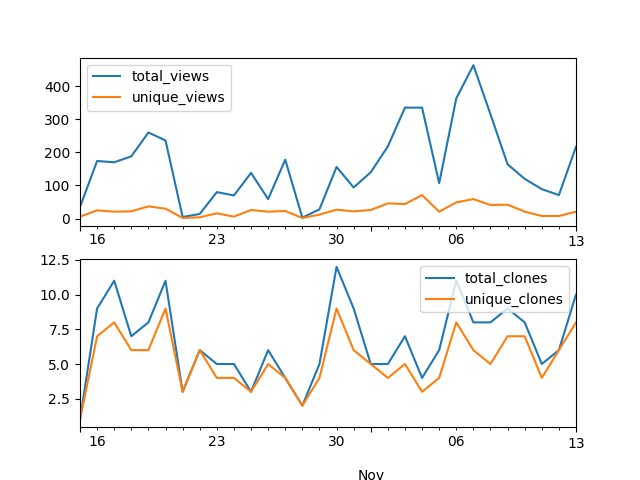 total_views
unique_views
400
300
200
100
0
16 23 30 06 13
12.5
10.0
7.5
5.0
2.5
total_clones
unique_clones
16 23 30 06 13
Nov